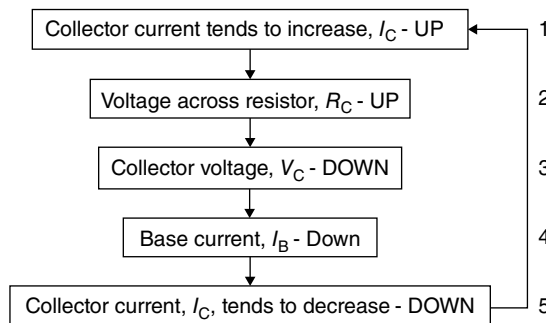 Collector current tends to increase, I_C - UP 1
Voltage across resistor, R_C - UP 2
Collector voltage, V_C - DOWN 3
Base current, I_B - Down 4
Collector current, I_C, tends to decrease - DOWN 5